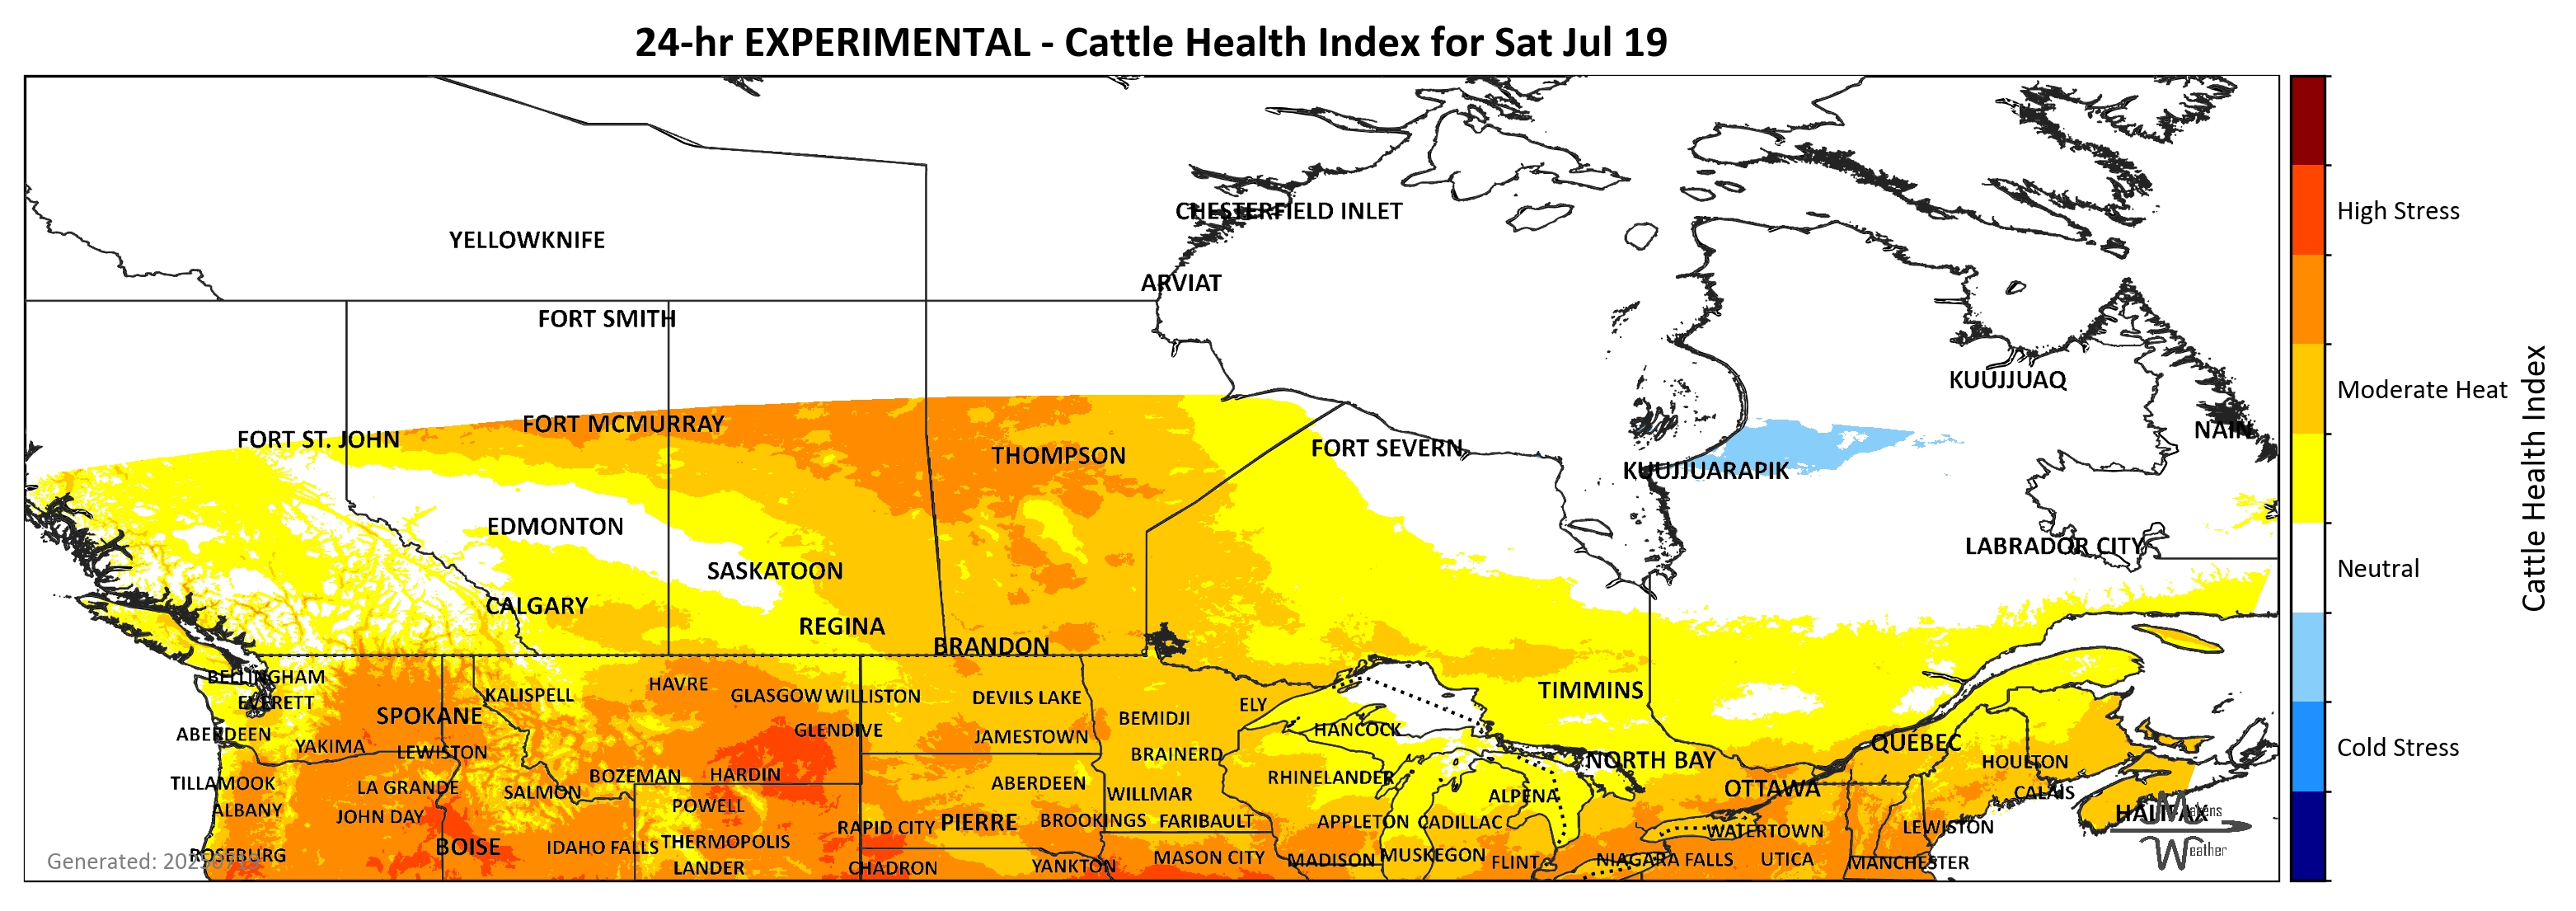 24-hr EXPERIMENTAL - Cattle Health Index for Sat Jul 19
CHESTERFIELD INLET
YELLOWKNIFE
ARVIAT
FORT SMITH
KUUJJUAQ
FORT MCMURRAY
NAIN
FORT ST. JOHN
FORT SEVERN
THOMPSON
KUUJJUARAPIK
EDMONTON
LABRADOR CITY
SASKATOON
CALGARY
REGINA
BRANDON
BELLINGHAM
HAVRE
TIMMINS
KALISPELL
GLASGOW
WILLISTON
DEVILS LAKE
EVERETT
ELY
SPOKANE
BEMIDJI
GLENDIVE
HANCOCK
ABERDEEN
JAMESTOWN
QUEBEC
YAKIMA
LEWISTON
BRAINERD
NORTH BAY
HOULTON
BOZEMAN
HARDIN
RHINELANDER
TILLAMOOK
LA GRANDE
SALMON
ABERDEEN
WILLMAR
ALPENA
OTTAWA
CALAIS
ALBANY
JOHN DAY
POWELL
RAPID CITY
PIERRE
BROOKINGS
FARIBAULT
APPLETON
CADILLAC
WATERTOWN
LEWISTON
HALIFAX
Makens
Weather
BOISE
IDAHO FALLS
THERMOPOLIS
ROSEBURG
MASON CITY
MADISON
MUSKEGON
FLINT
NIAGARA FALLS
UTICA
MANCHESTER
LANDER
CHADRON
YANKTON
High Stress
Moderate Heat
Neutral
Cold Stress
Cattle Health Index
Generated: